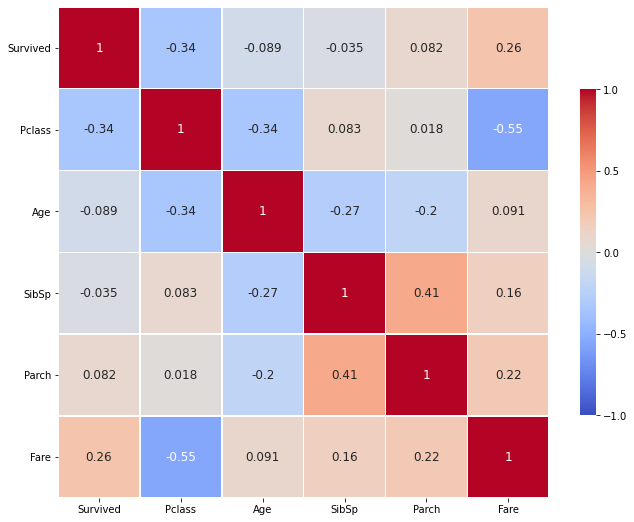 Survived 1 -0.34 -0.089 -0.035 0.082 0.26
1.0
Pclass -0.34 1 -0.34 0.083 0.018 -0.55
0.5
Age -0.089 -0.34 1 -0.27 -0.2 0.091
0.0
SibSp -0.035 0.083 -0.27 1 0.41 0.16
-0.5
Parch 0.082 0.018 -0.2 0.41 1 0.22
-1.0
Fare 0.26 -0.55 0.091 0.16 0.22 1
Survived Pclass Age SibSp Parch Fare